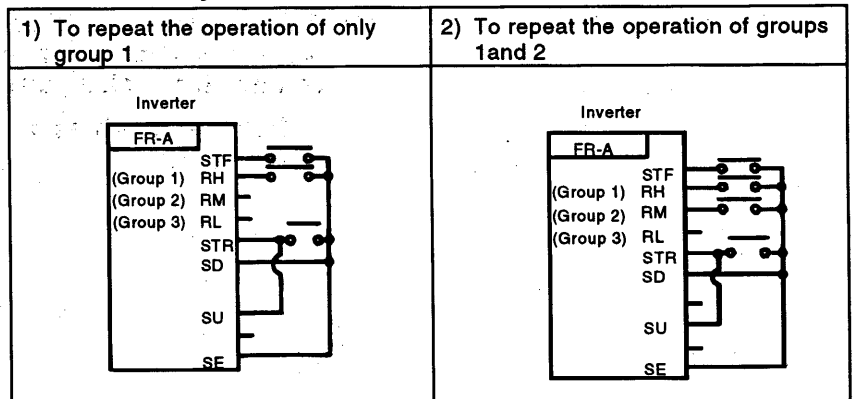 1) To repeat the operation of only
group 1
2) To repeat the operation of groups
1and 2
Inverter
FR-A
STF
(Group 1) RH
(Group 2) RM
(Group 3) RL
STR
SD
SU
SE
Inverter
FR-A
STF
(Group 1) RH
(Group 2) RM
(Group 3) RL
STR
SD
SU
SE